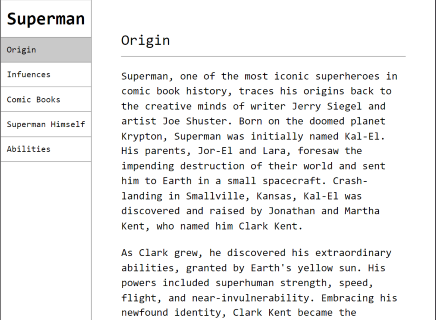 Superman
Origin
Infuences
Comic Books
Superman Himself
Abilities
Origin
Superman, one of the most iconic superheroes in
comic book history, traces his origins back to
the creative minds of writer Jerry Siegel and
artist Joe Shuster. Born on the doomed planet
Krypton, Superman was initially named Kal-El.
His parents, Jor-El and Lara, foresaw the
impending destruction of their world and sent
him to Earth in a small spacecraft. Crash-
landing in Smallville, Kansas, Kal-El was
discovered and raised by Jonathan and Martha
Kent, who named him Clark Kent.
As Clark grew, he discovered his extraordinary
abilities, granted by Earth's yellow sun. His
powers included superhuman strength, speed,
flight, and near-invulnerability. Embracing his
newfound identity, Clark Kent became the